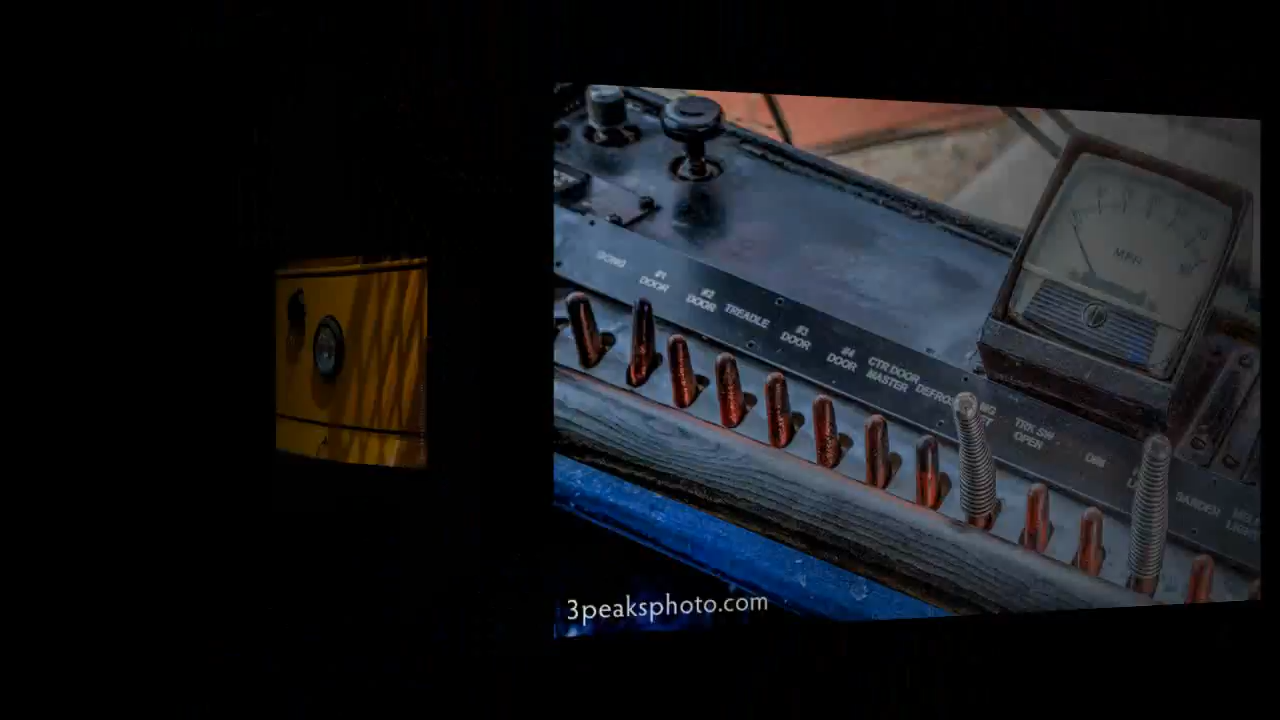 GONG
#1
DOOR
#2
DOOR
TREADLE
#3
DOOR
#4
DOOR
CTR.DOOR
MASTER
TRK SW
OPEN
SANDER
MPH
3peaksphoto.com